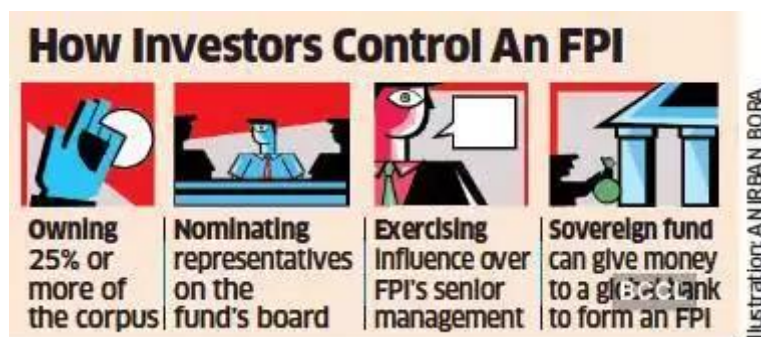 How Investors Control An FPI
Owning
25% or
more of
the corpus
Nominating
representatives
on the
fund's board
Exercising
Influence over
FPI's senior
management
Sovereign fund
can give money
to a
to form an FPI
BCCL
Illustration: ANIRBAN BORA